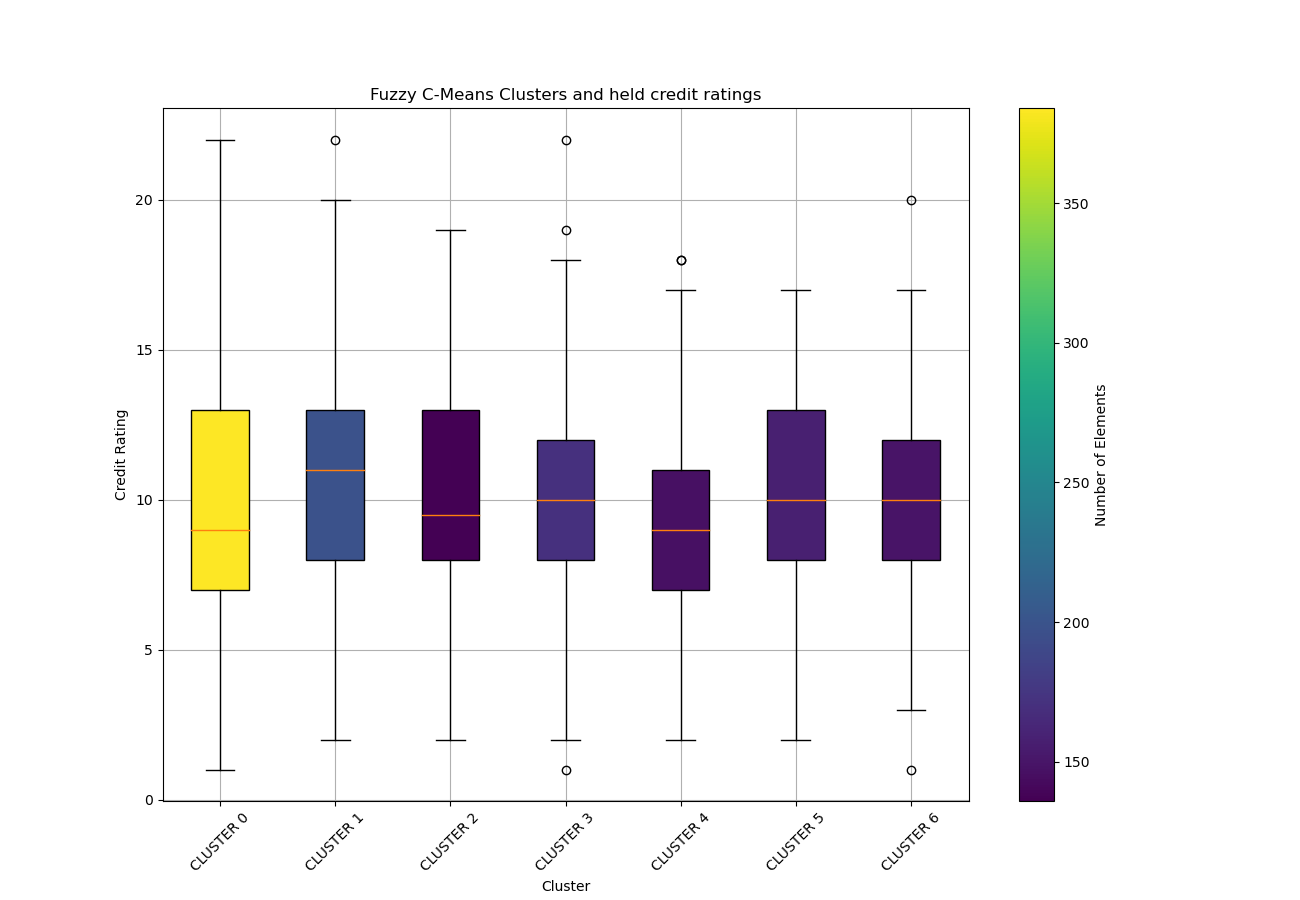 Fuzzy C-Means Clusters and held credit ratings
Credit Rating
20
15
10
5
0
CLUSTER 0
CLUSTER 1
CLUSTER 2
CLUSTER 3
CLUSTER 4
CLUSTER 5
CLUSTER 6
Cluster
350
300
250
200
150
Number of Elements